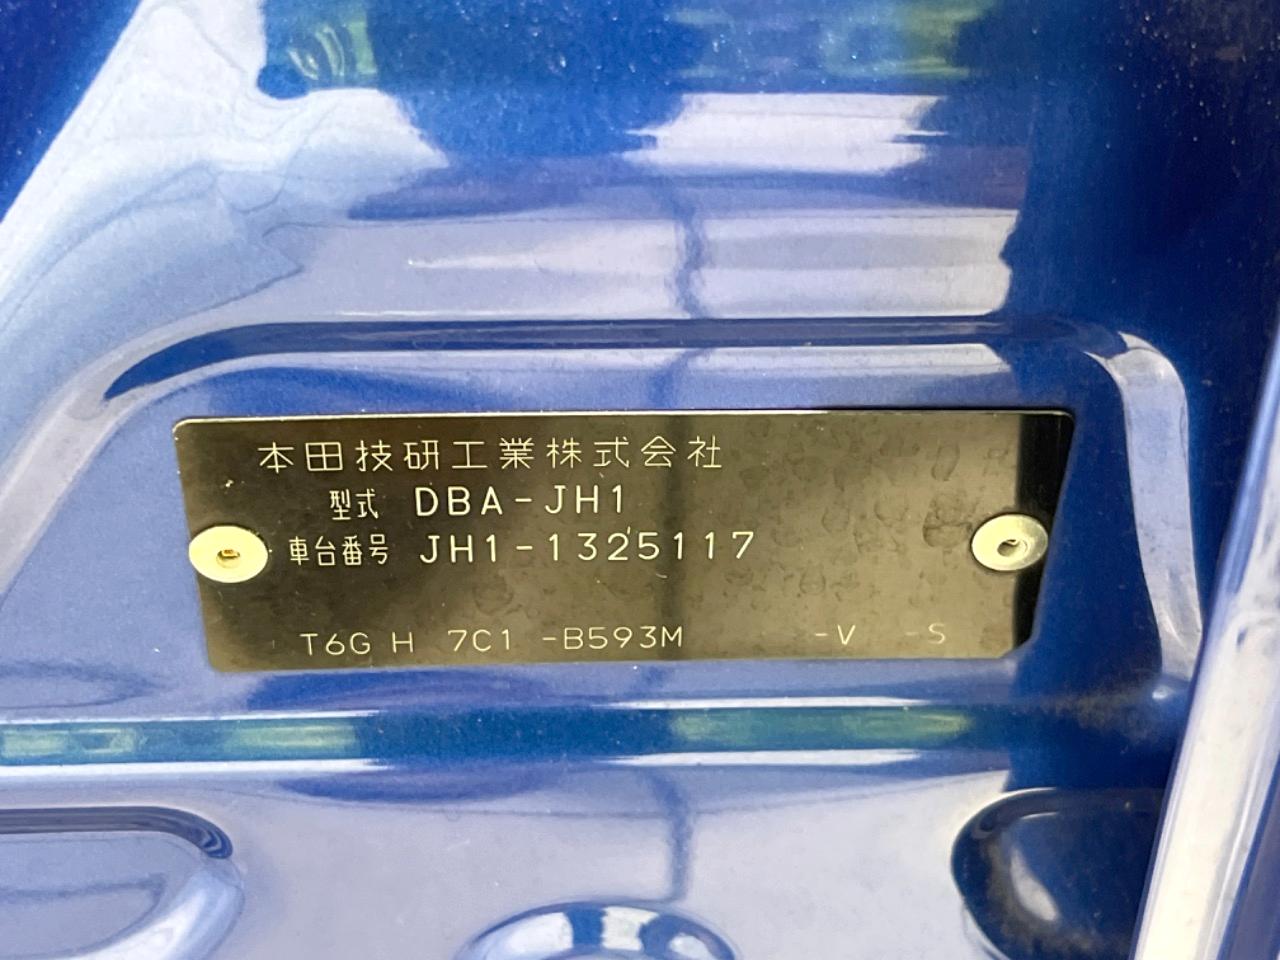 本田技研工業株式会社
型式 DBA-JH1
車台番号 JH1-1325117
T6G H 7C1 -B593M -V -S